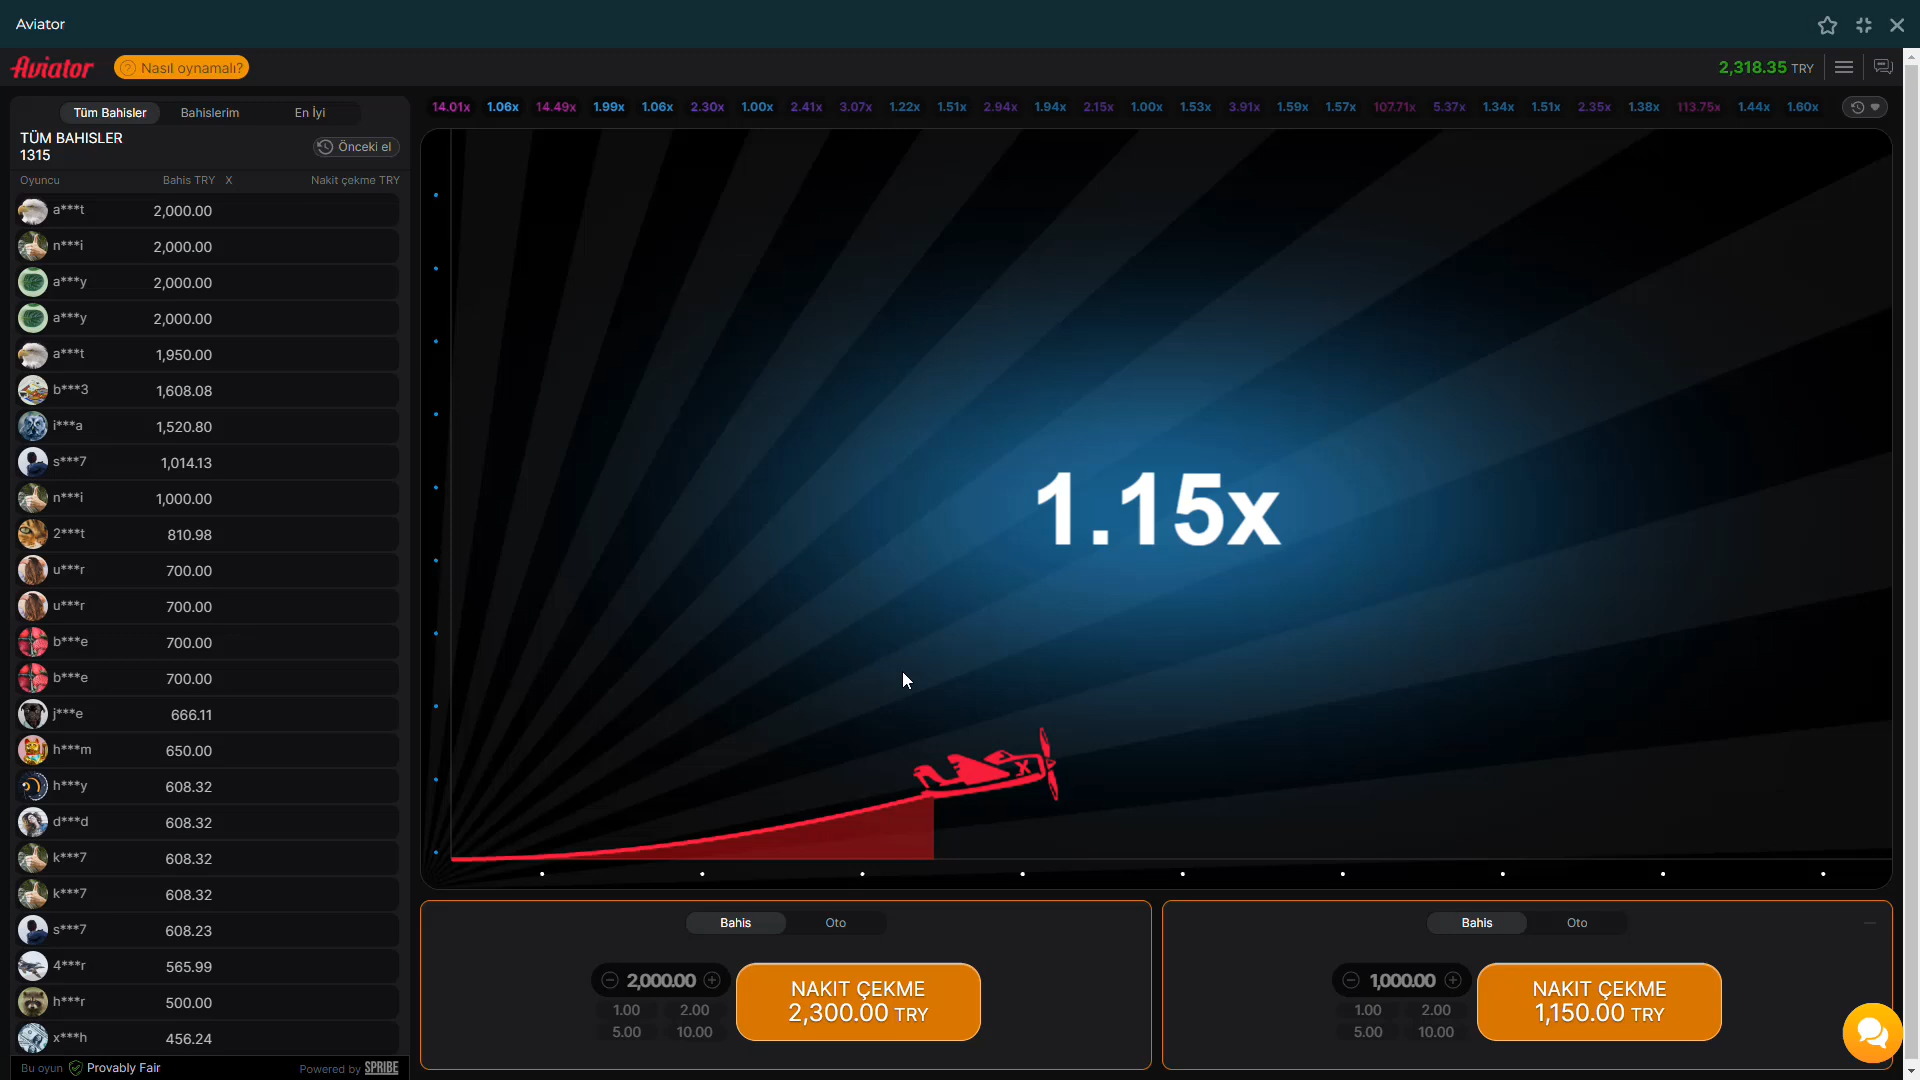 Aviator
Aviator
Nasıl oynamalı?
2,318.35 TRY
Tüm Bahisler Bahislerim En İyi
TÜM BAHISLER
1315
Önceki el
Oyuncu Bahis TRY X Nakit çekme TRY
a***t 2,000.00
n***i 2,000.00
a***y 2,000.00
a***y 2,000.00
a***t 1,950.00
b***3 1,608.08
i***a 1,520.80
s***7 1,014.13
n***i 1,000.00
2***t 810.98
u***r 700.00
u***r 700.00
b***e 700.00
b***e 700.00
j***e 666.11
h***m 650.00
h***y 608.32
d***d 608.32
k***7 608.32
k***7 608.32
s***7 608.23
4***r 565.99
h***r 500.00
x***h 456.24
Bu oyun Provably Fair Powered by SPRIBE
14.01x 1.06x 14.49x 1.99x 1.06x 2.30x 1.00x 2.41x 3.07x 1.22x 1.51x 2.94x 1.94x 2.15x 1.00x 1.53x 3.91x 1.59x 1.57x 107.71x 5.37x 1.34x 1.51x 2.35x 1.38x 113.75x 1.44x 1.60x
1.15x
X
Bahis Oto
2,000.00
1.00 2.00
5.00 10.00
NAKIT ÇEKME
2,300.00 TRY
Bahis Oto
1,000.00
1.00 2.00
5.00 10.00
NAKIT ÇEKME
1,150.00 TRY